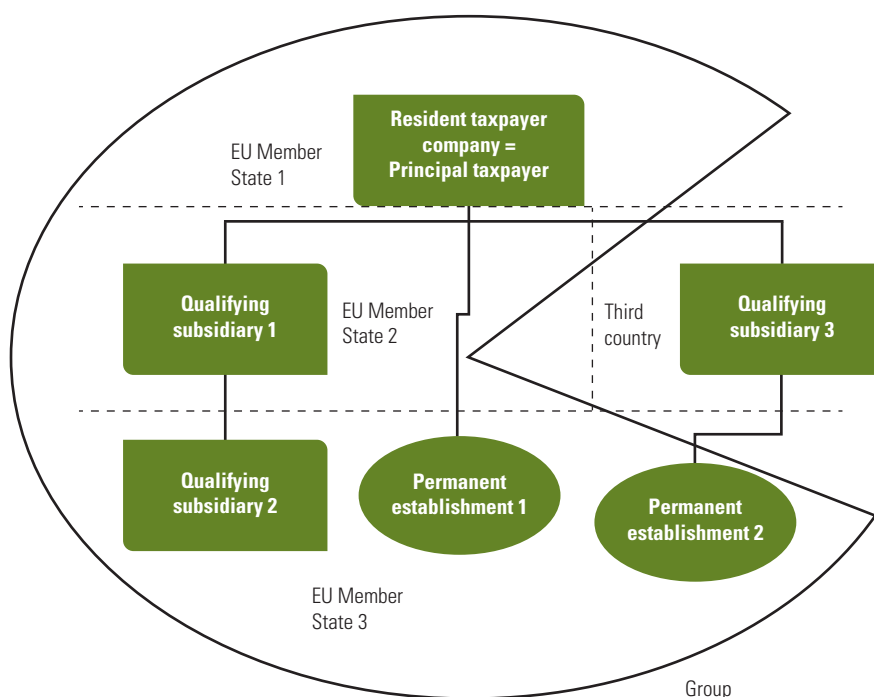 Resident taxpayer
company =
Principal taxpayer
EU Member
State 1
Qualifying
subsidiary 1
EU Member
State 2
Third
country
Qualifying
subsidiary 3
Qualifying
subsidiary 2
Permanent
establishment 1
Permanent
establishment 2
EU Member
State 3
Group